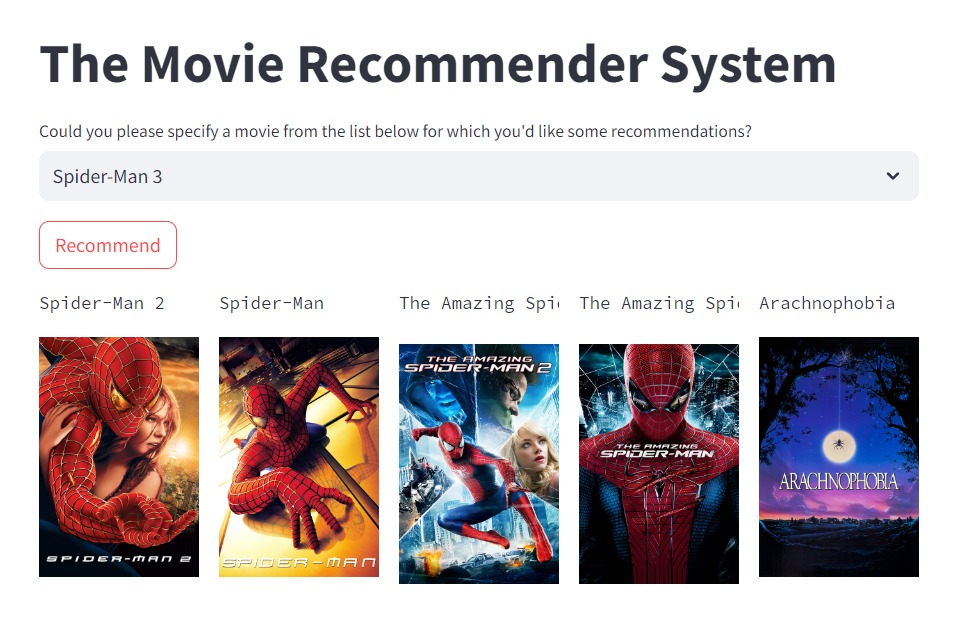 The Movie Recommender System
Could you please specify a movie from the list below for which you'd like some recommendations?
Spider-Man 3
Recommend
Spider-Man 2
Spider-Man
The Amazing Spi
The Amazing Spi
Arachnophobia
SPIDER-MAN 2
SPIDER-MAN
THE AMAZING
SPIDER-MAN 2
THE AMAZING
SPIDER-MAN
ARACHNOPHOBIA